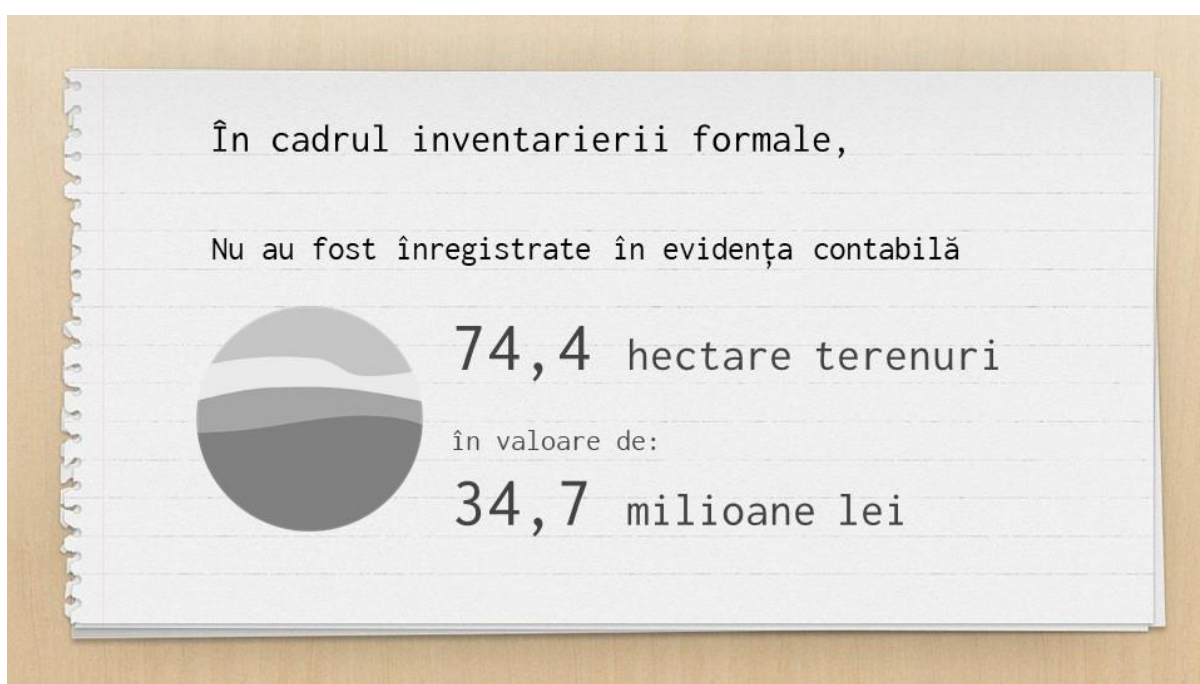 În cadrul inventarierii formale,
Nu au fost înregistrate în evidența contabilă
74,4 hectare terenuri
în valoare de:
34,7 milioane lei